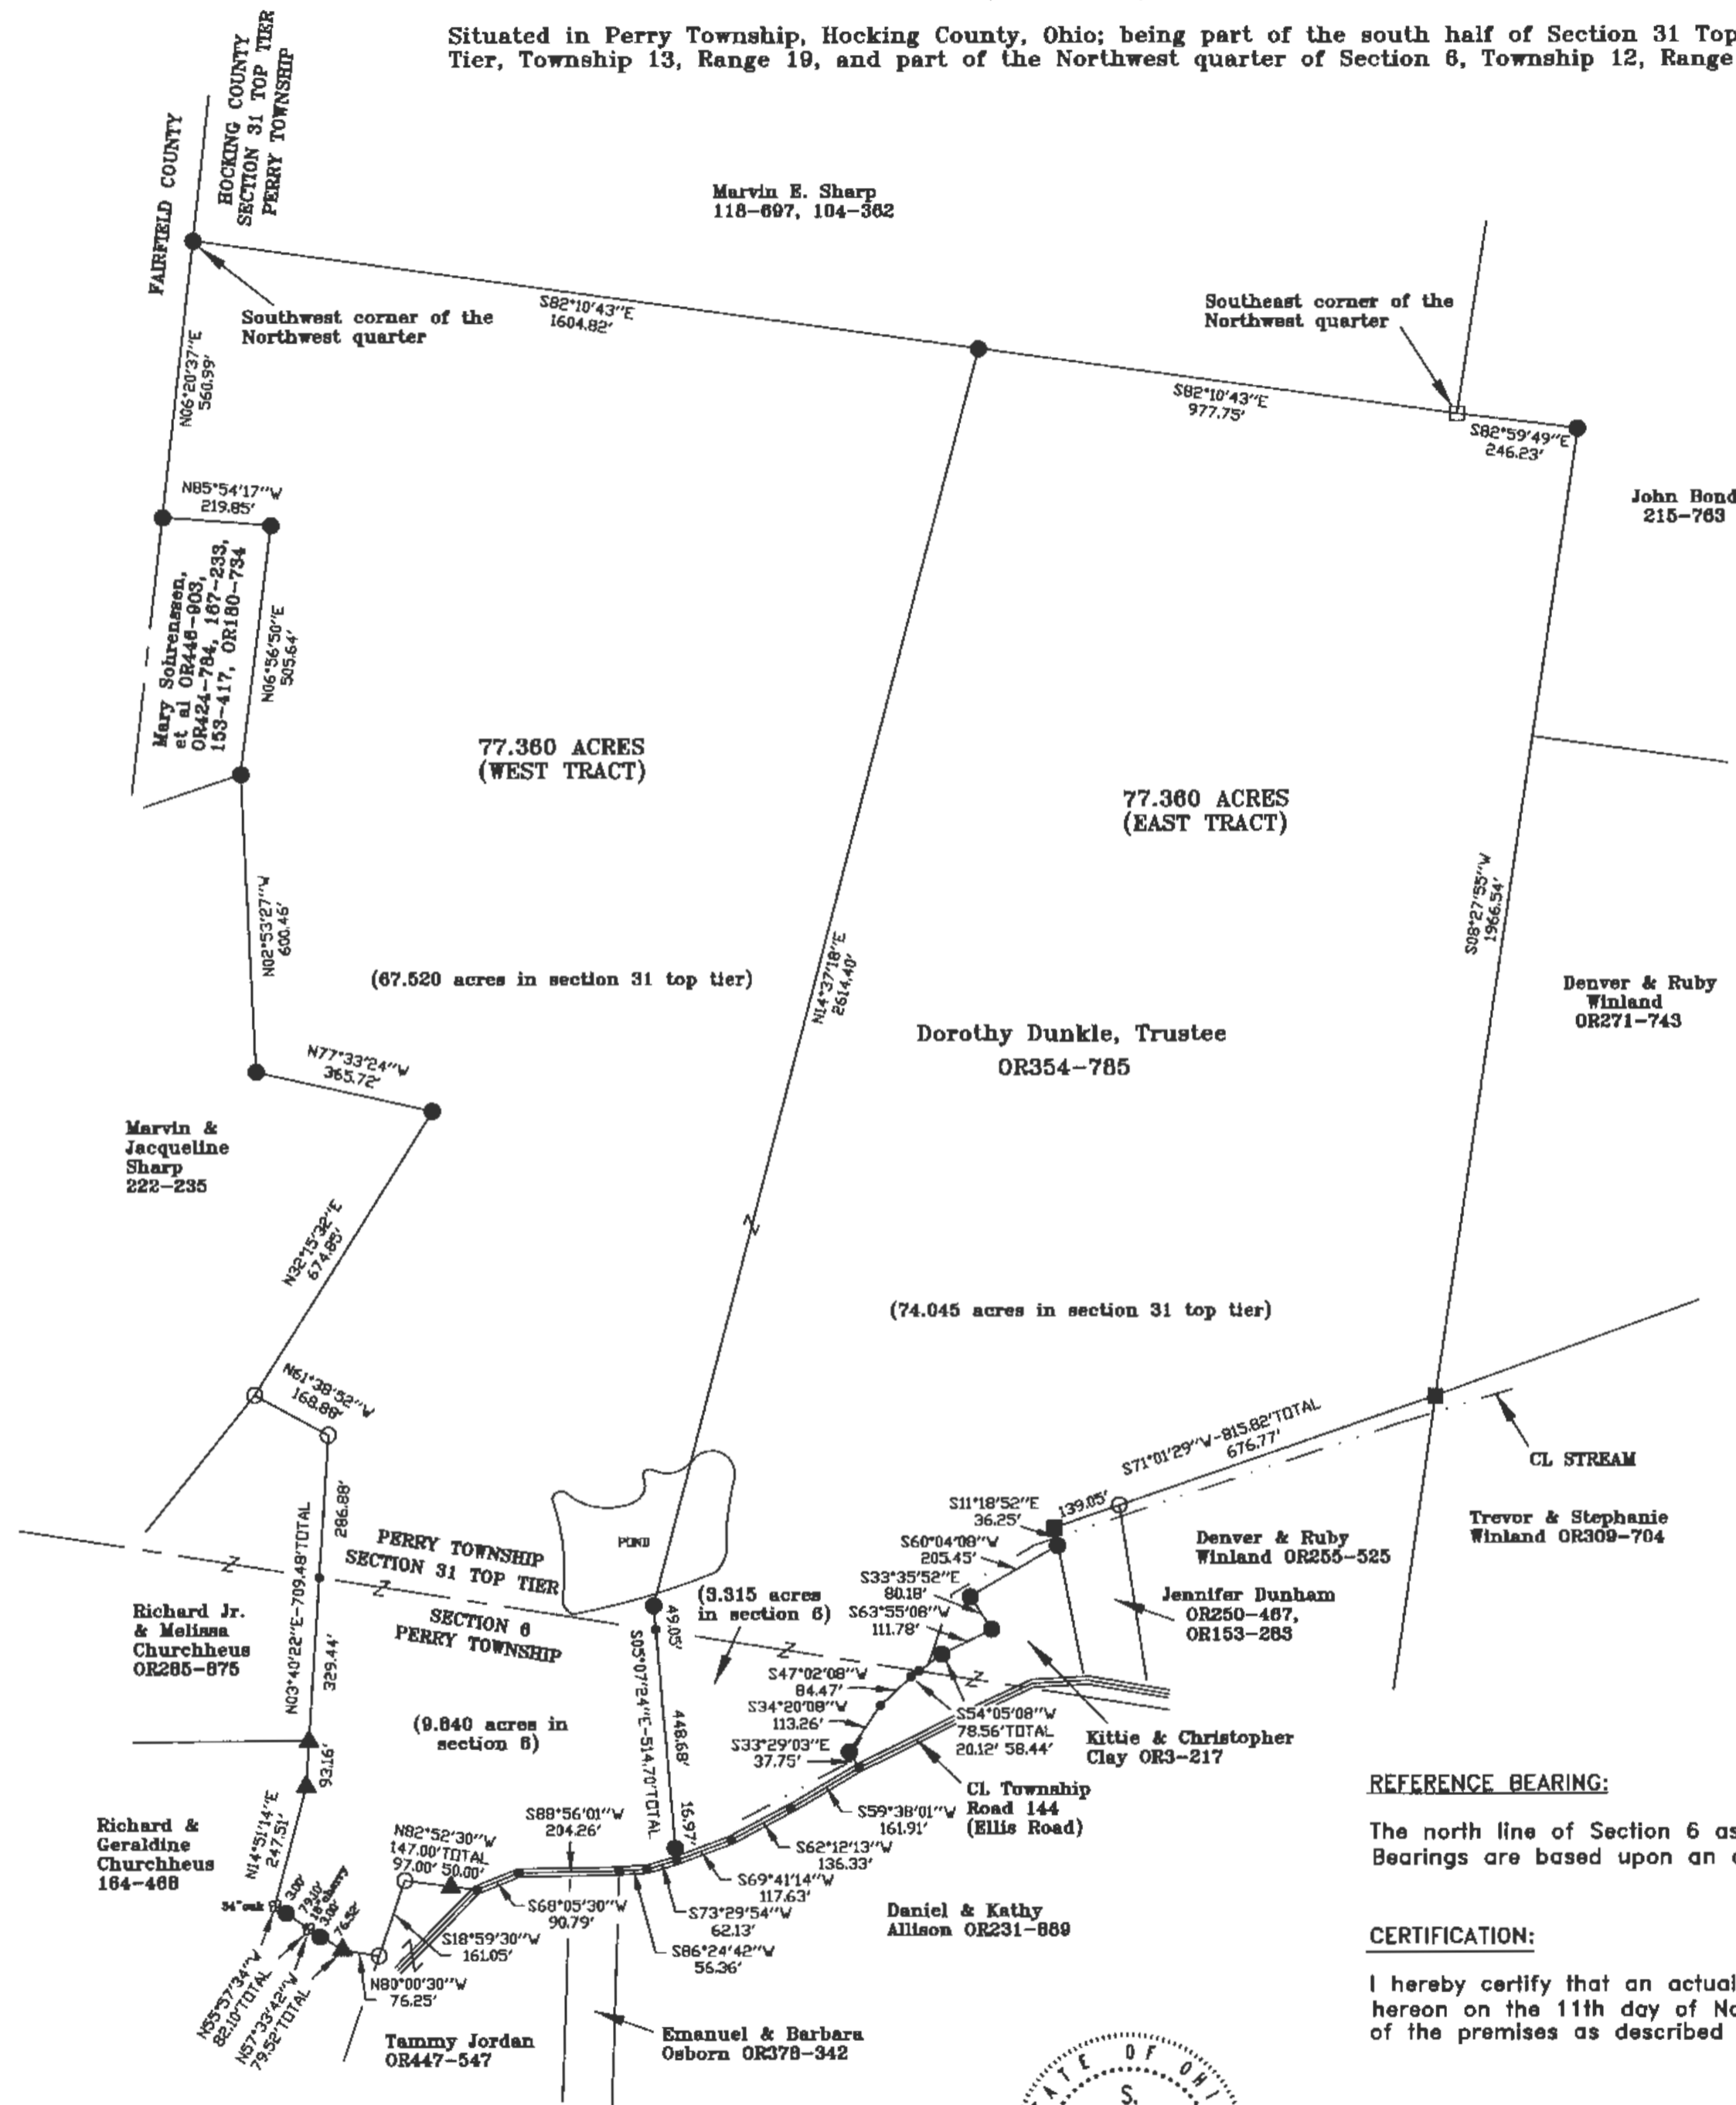 Situated in Perry Township, Hocking County, Ohio; being part of the south half of Section 31 Top
Tier, Township 13, Range 19, and part of the Northwest quarter of Section 6, Township 12, Range
FAIRFIELD COUNTY
HOCKING COUNTY
SECTION 31 TOP TIER
PERRY TOWNSHIP
Marvin E. Sharp
118-697, 104-362
Southwest corner of the
Northwest quarter
S82°10'43"E
1604.82'
Southeast corner of the
Northwest quarter
S82°10'43"E
977.75'
S82°59'49"E
246.23'
N06°20'37"E
560.99'
John Bond
215-763
N85°54'17"W
219.85'
Mary Sohrenssen,
et al OR446-903,
OR424-784, 167-233,
153-417, OR180-734
N06°56'50"E
505.64'
77.360 ACRES
(WEST TRACT)
77.360 ACRES
(EAST TRACT)
N02°53'27"W
600.46'
S08°27'55"W
1966.54'
(67.520 acres in section 31 top tier)
N14°37'18"E
2614.40'
Denver & Ruby
Winland
OR271-743
Dorothy Dunkle, Trustee
OR354-785
N77°33'24"W
365.72'
Marvin &
Jacqueline
Sharp
222-235
N32°15'32"E
674.85'
(74.045 acres in section 31 top tier)
N61°38'52"W
168.88'
S71°01'29"W-815.82'TOTAL
676.77'
CL STREAM
139.05'
S11°18'52"E
36.25'
Trevor & Stephanie
Winland OR309-704
Denver & Ruby
Winland OR255-525
286.88'
N03°40'22"E-709.48'TOTAL
PERRY TOWNSHIP
SECTION 31 TOP TIER
POND
S60°04'08"W
205.45'
S33°35'52"E
80.18'
S63°55'08"W
111.78'
Jennifer Dunham
OR250-467,
OR153-263
Z
Z
Z
Z
Z
Z
SECTION 6
PERRY TOWNSHIP
(3.315 acres
in section 6)
49.05'
S05°07'24"E-514.70'TOTAL
448.68'
16.97'
Richard Jr.
& Melissa
Churchheus
OR285-875
329.44'
S47°02'08"W
84.47'
S34°20'08"W
113.26'
S33°29'03"E
37.75'
S54°05'08"W
78.56'TOTAL
20.12' 58.44'
Kittie & Christopher
Clay OR3-217
(9.840 acres in
section 6)
93.16'
CL Township
Road 144
(Ellis Road)
REFERENCE BEARING:
The north line of Section 6 as
Bearings are based upon an
N14°51'14"E
247.51'
Richard &
Geraldine
Churchheus
164-468
S88°56'01"W
204.26'
N82°52'30"W
147.00'TOTAL
97.00' 50.00'
S59°38'01"W
161.91'
S62°12'13"W
136.33'
S69°41'14"W
117.63'
S73°29'54"W
62.13'
S86°24'42"W
56.36'
S68°05'30"W
90.79'
S18°59'30"W
161.05'
34"oak
3.00'
79.10'
18"cherry
3.00'
76.52'
Daniel & Kathy
Allison OR231-889
CERTIFICATION:
I hereby certify that an actual
hereon on the 11th day of No
of the premises as described
N55°57'34"W
82.10'TOTAL
N57°33'42"W
79.52'TOTAL
N80°00'30"W
76.25'
Tammy Jordan
OR447-547
Emanuel & Barbara
Osborn OR378-342
ATE OF OHI
S.